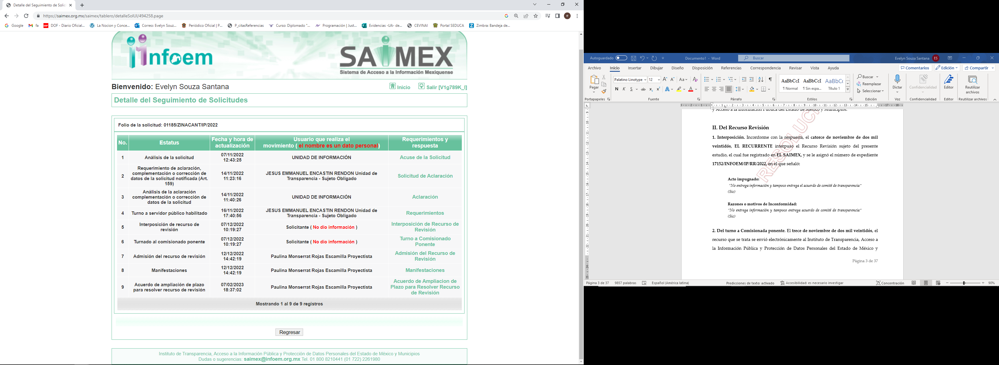 Detalle del Seguimiento de Solic
https://saimex.org.mx/saimex/tablero/detalleSolUI/494258.page
e
Google
fa
DOF - Diario Oficial...
La Nocion y Conce...
Correo: Evelyn Souz...
Periódico Oficial | P...
P_citasReferencias
Curso: Diplomado "...
Programación | Just...
Evidencias -UA- de...
CEVINAI
Portal SEDUCA
Zimbra: Bandeja de...
infoem
SAIMEX
Sistema de Acceso a la Información Mexiquense
Bienvenido: Evelyn Souza Santana
Inicio
Salir [V1g789K_I]
Detalle del Seguimiento de Solicitudes
Folio de la solicitud: 01185/ZINACANT/IP/2022
No. Estatus Fecha y hora de actualización Usuario que realiza el movimiento ( el nombre es un dato personal) Requerimientos y respuesta
1 Análisis de la solicitud 07/11/2022 12:43:25 UNIDAD DE INFORMACIÓN Acuse de la Solicitud
2 Requerimiento de aclaración, complementación o corrección de datos de la solicitud notificada (Art. 159) 14/11/2022 11:23:16 JESUS EMMANUEL ENCASTIN RENDON Unidad de Transparencia - Sujeto Obligado Solicitud de Aclaración
3 Análisis de la aclaración complementación o corrección de datos de la solicitud 14/11/2022 11:40:26 UNIDAD DE INFORMACIÓN Aclaración
4 Turno a servidor público habilitado 16/11/2022 17:40:56 JESUS EMMANUEL ENCASTIN RENDON Unidad de Transparencia - Sujeto Obligado Requerimientos
5 Interposición de recurso de revisión 07/12/2022 10:19:27 Solicitante ( No dio información ) Interposición de Recurso de Revisión
6 Turnado al comisionado ponente 07/12/2022 10:19:27 Solicitante ( No dio información ) Turno a Comisionado Ponente
7 Admisión del recurso de revisión 12/12/2022 14:42:19 Paulina Monserrat Rojas Escamilla Proyectista Admisión del Recurso de Revisión
8 Manifestaciones 12/12/2022 14:42:19 Paulina Monserrat Rojas Escamilla Proyectista Manifestaciones
9 Acuerdo de ampliación de plazo para resolver recurso de revisión 07/02/2023 18:37:02 Paulina Monserrat Rojas Escamilla Proyectista Acuerdo de Ampliacion de Plazo para Resolver Recurso de Revisión
Mostrando 1 al 9 de 9 registros
Regresar
Instituto de Transparencia, Acceso a la Información Pública y Protección de Datos Personales del Estado de México y Municipios
Dudas o sugerencias: saimex@infoem.org.mx Tel. 01 800 8210441 (01 722) 2261980
Autoguardado
Documento1 - Word
Buscar
Evelyn Souza Santana ES
Archivo Inicio Insertar Dibujar Diseño Disposición Referencias Correspondencia Revisar Vista Ayuda
Comentarios Edición Compartir
Pegar
Palatino Linotype 12
N K S ab x₂ x²
AaBbCcI AaBbCcI AaBbCc
¶ Normal ¶ Sin espa... Título 1
Buscar
Reemplazar
Seleccionar
Dictar
Confidencialidad
Editor
Reutilizar archivos
Portapapeles Fuente Párrafo Estilos Edición Voz Confidencialidad Editor Reutilizar archivos
y Acceso a la Información Pública del Estado de México y Municipios.
RESOLUC
II. Del Recurso Revisión
1. Interposición. Inconforme con la respuesta, el catorce de noviembre de dos mil
veintidós, EL RECURRENTE interpuso el Recurso Revisión sujeto del presente
estudio, el cual fue registrado en EL SAIMEX, y se le asignó el número de expediente
17152/INFOEM/IP/RR/2022, en el que señaló:
Acto impugnado:
“No entrega información y tampoco entrega el acuerdo de comité de transparencia”
(Sic)
Razones o motivos de Inconformidad:
“No entrega información y tampoco entrega acuerdo de comité de transparencia”
(Sic)
2. Del turno a Comisionada ponente. El trece de noviembre de dos mil veintidós, el
recurso que se trata se envió electrónicamente al Instituto de Transparencia, Acceso a
la Información Pública y Protección de Datos Personales del Estado de México y
Página 3 de 37
Página 3 de 37 9857 palabras Español (América latina) Predicciones de texto: activado Accesibilidad: es necesario investigar Concentración 90%